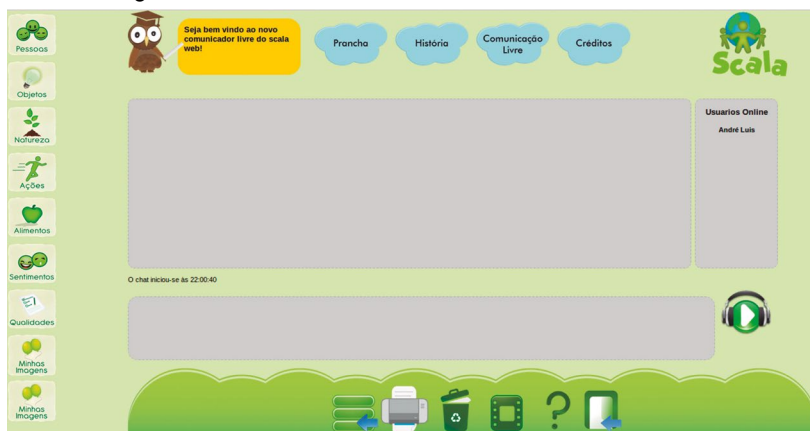 Pessoas
Objetos
Natureza
Ações
Alimentos
Sentimentos
Qualidades
Minhas
Imagens
Minhas
Imagens
Seja bem vindo ao novo
comunicador livre do scala
web!
Prancha
História
Comunicação
Livre
Créditos
Scala
Usuarios Online
André Luis
O chat iniciou-se às 22:00:40
?